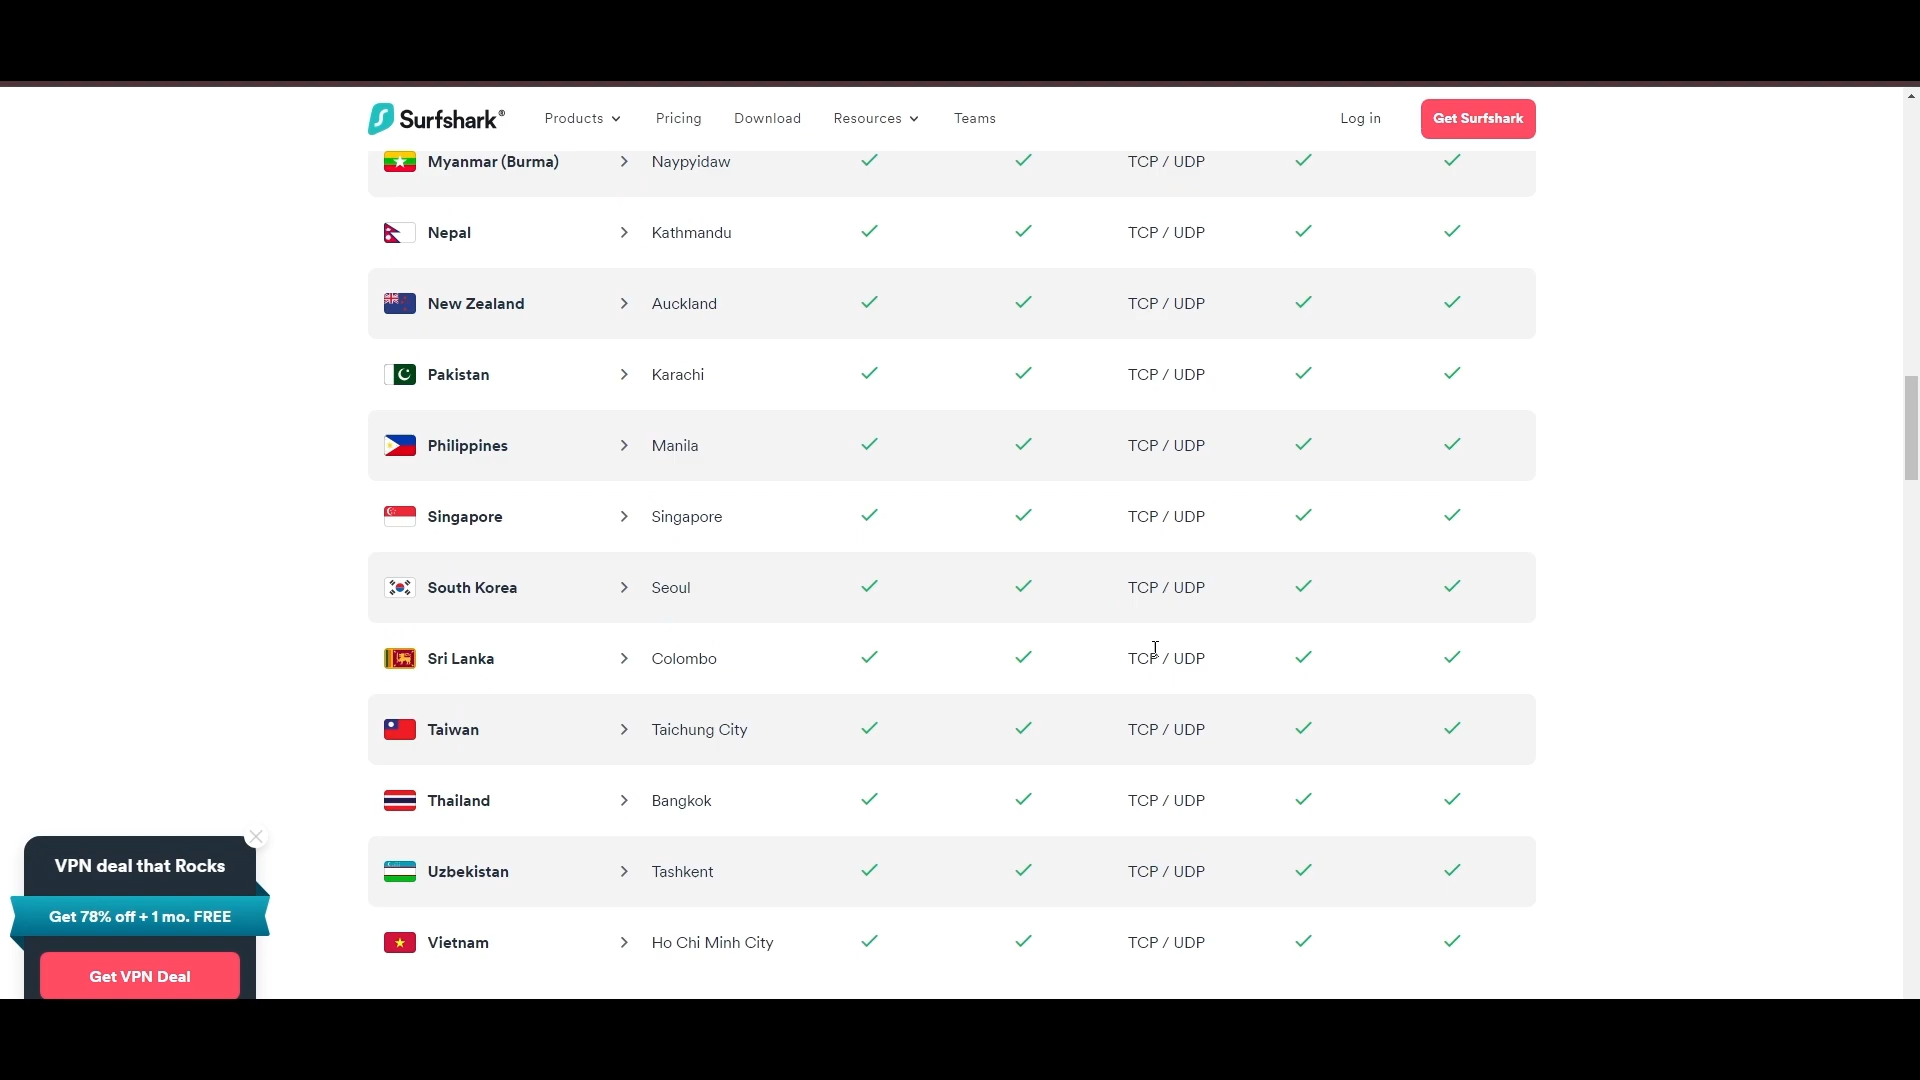 Surfshark® Products Pricing Download Resources Teams Log in Get Surfshark
Myanmar (Burma) Naypyidaw TCP / UDP
Nepal Kathmandu TCP / UDP
New Zealand Auckland TCP / UDP
Pakistan Karachi TCP / UDP
Philippines Manila TCP / UDP
Singapore Singapore TCP / UDP
South Korea Seoul TCP / UDP
Sri Lanka Colombo TCP / UDP
Taiwan Taichung City TCP / UDP
Thailand Bangkok TCP / UDP
Uzbekistan Tashkent TCP / UDP
Vietnam Ho Chi Minh City TCP / UDP
VPN deal that Rocks
Get 78% off + 1 mo. FREE
Get VPN Deal